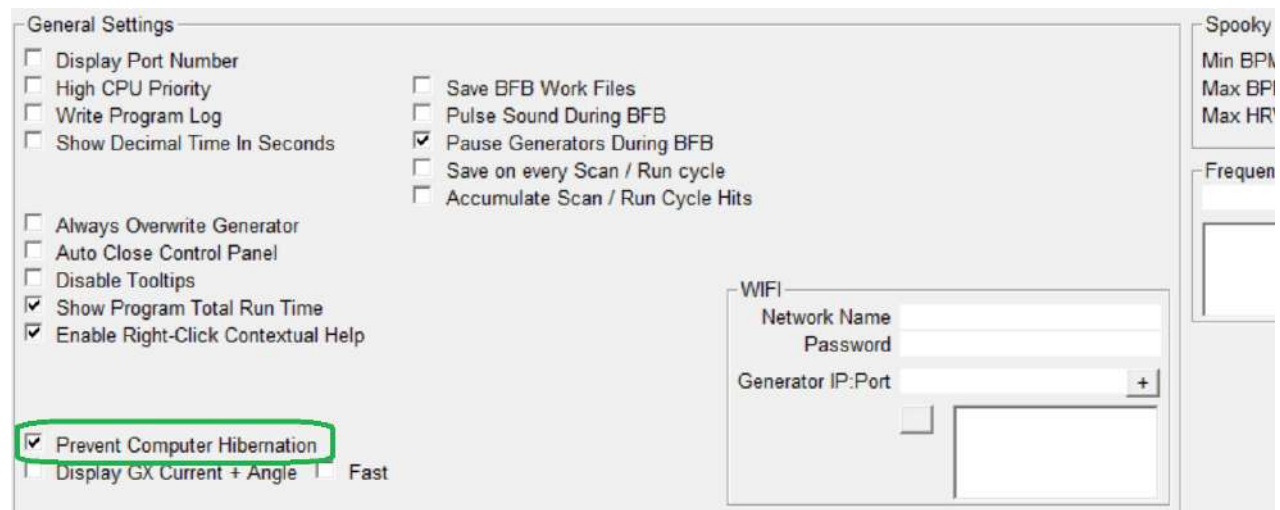 General Settings
Display Port Number
High CPU Priority
Write Program Log
Show Decimal Time In Seconds
Always Overwrite Generator
Auto Close Control Panel
Disable Tooltips
Show Program Total Run Time
Enable Right-Click Contextual Help
Prevent Computer Hibernation
Display GX Current + Angle
Fast
Save BFB Work Files
Pulse Sound During BFB
Pause Generators During BFB
Save on every Scan / Run cycle
Accumulate Scan / Run Cycle Hits
WIFI
Network Name
Password
Generator IP:Port
+
Spooky
Min
Max
Max